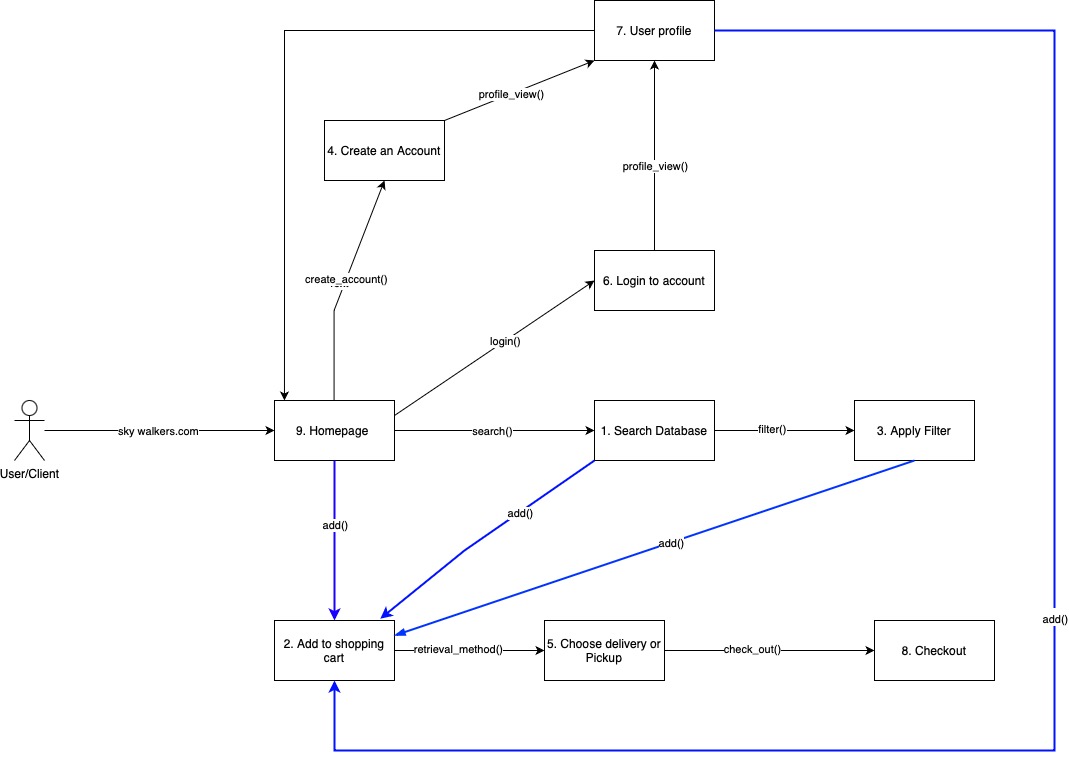 7. User profile
profile_view()
4. Create an Account
profile_view()
create_account()
6. Login to account
login()
sky walkers.com
9. Homepage
search()
1. Search Database
filter()
3. Apply Filter
User/Client
add()
add()
add()
add()
2. Add to shopping
cart
retrieval_method()
5. Choose delivery or
Pickup
check_out()
8. Checkout